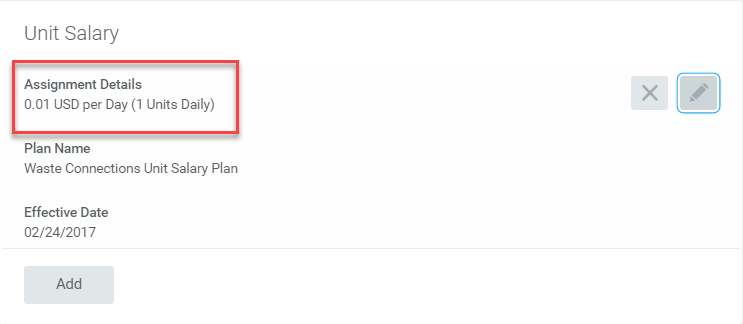 Unit Salary
Assignment Details
0.01 USD per Day (1 Units Daily)
Plan Name
Waste Connections Unit Salary Plan
Effective Date
02/24/2017
Add